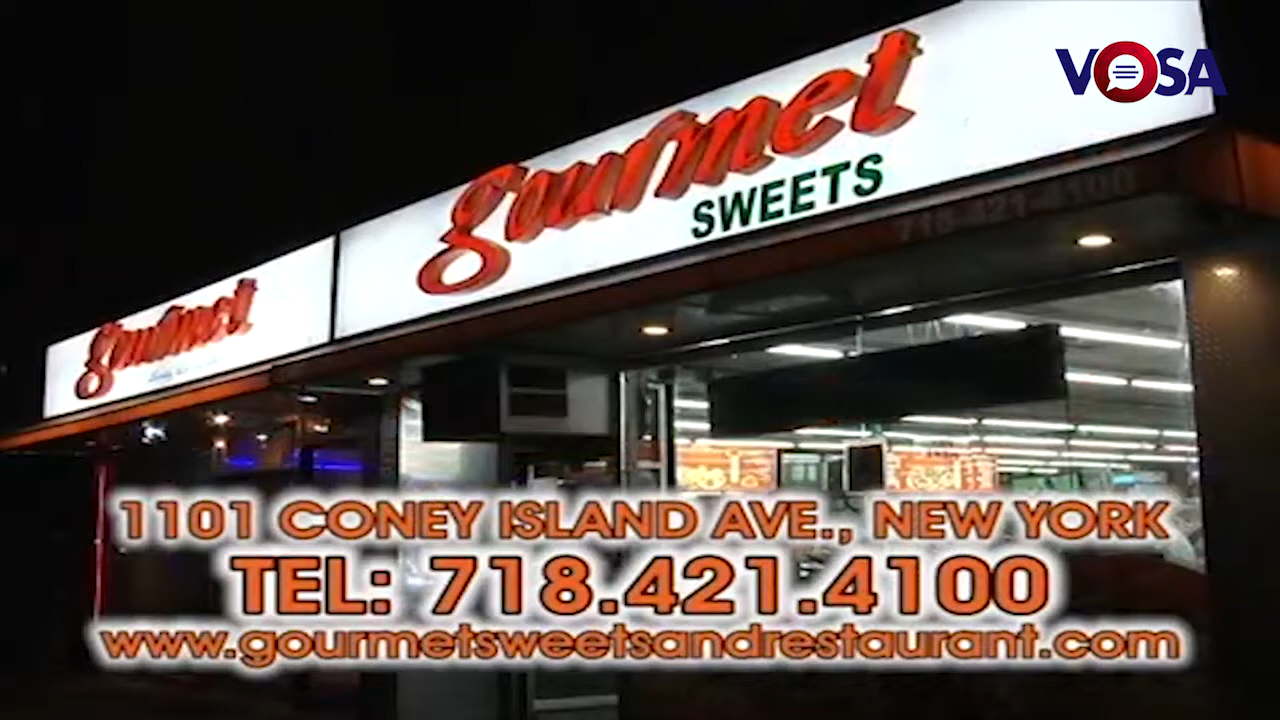 VOSA
gourmet
SWEETS
718-421-4100
gourmet
1101 CONEY ISLAND AVE., NEW YORK
TEL: 718.421.4100
www.gourmetsweetsandrestaurant.com